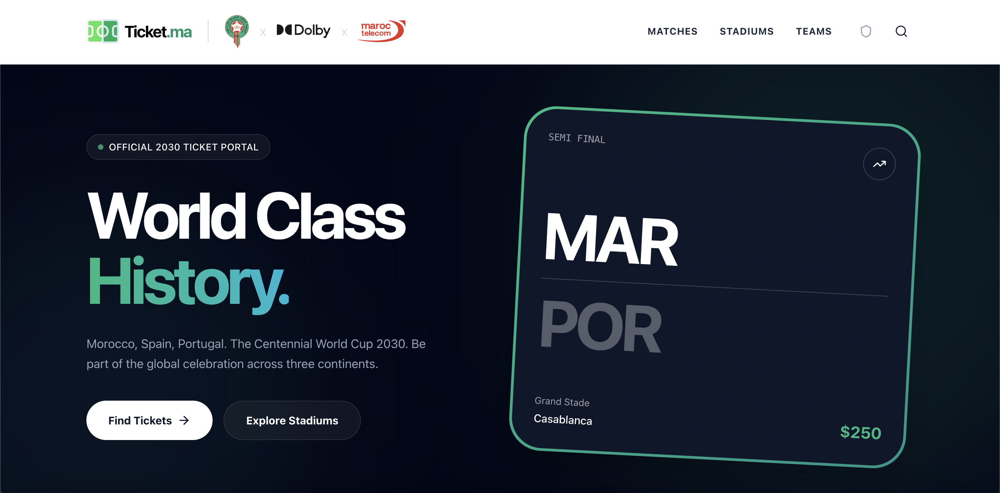 Ticket.ma
FRMF
X
Dolby
X
maroc
telecom
MATCHES
STADIUMS
TEAMS
OFFICIAL 2030 TICKET PORTAL
World Class
History.
Morocco, Spain, Portugal. The Centennial World Cup 2030. Be
part of the global celebration across three continents.
Find Tickets →
Explore Stadiums
SEMI FINAL
MAR
POR
Grand Stade
Casablanca
$250